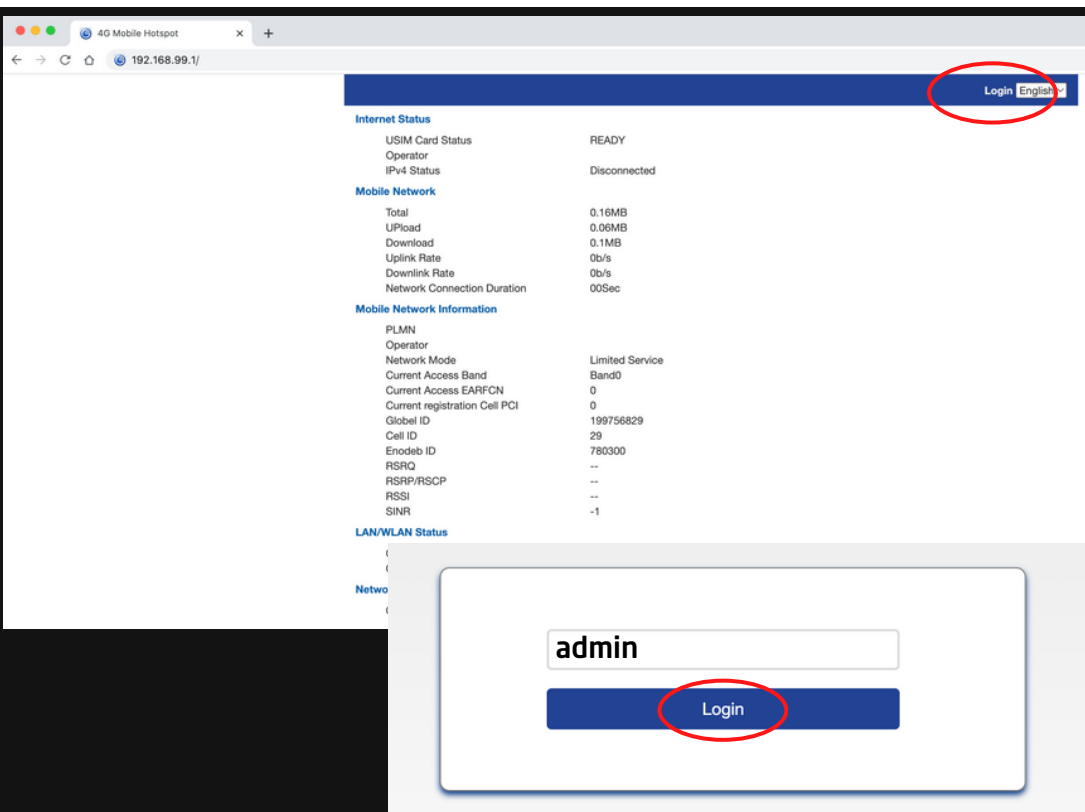 4G Mobile Hotspot
192.168.99.1/
Login English
Internet Status
USIM Card Status READY
Operator
IPv4 Status Disconnected
Mobile Network
Total 0.16MB
UPload 0.06MB
Download 0.1MB
Uplink Rate 0b/s
Downlink Rate 0b/s
Network Connection Duration 00Sec
Mobile Network Information
PLMN
Operator
Network Mode Limited Service
Current Access Band Band0
Current Access EARFCN 0
Current registration Cell PCI 0
Globel ID 199756829
Cell ID 29
Enodeb ID 780300
RSRQ --
RSRP/RSCP --
RSSI --
SINR -1
LAN/WLAN Status
Netwo
admin
Login